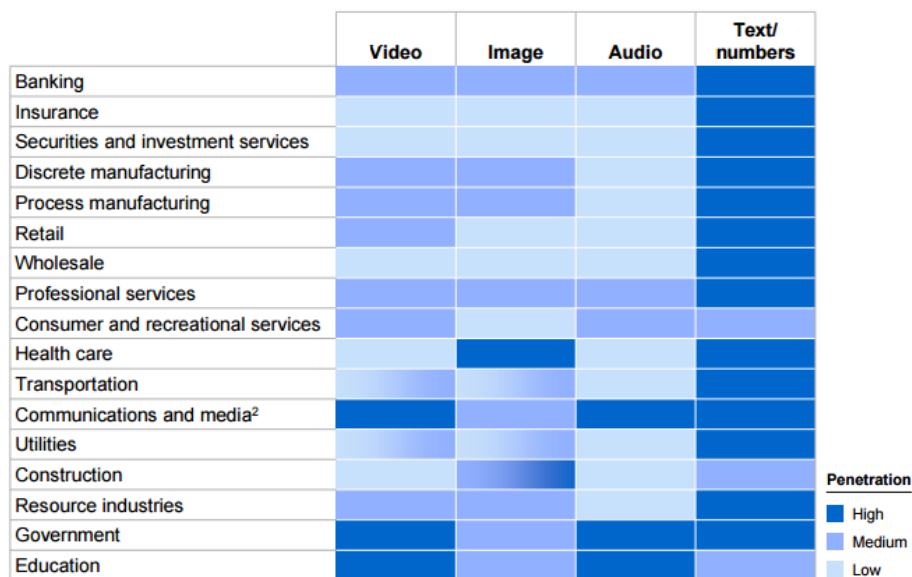 Video Image Audio Text/
numbers
Banking
Insurance
Securities and investment services
Discrete manufacturing
Process manufacturing
Retail
Wholesale
Professional services
Consumer and recreational services
Health care
Transportation
Communications and media²
Utilities
Construction
Resource industries
Government
Education
Penetration
High
Medium
Low